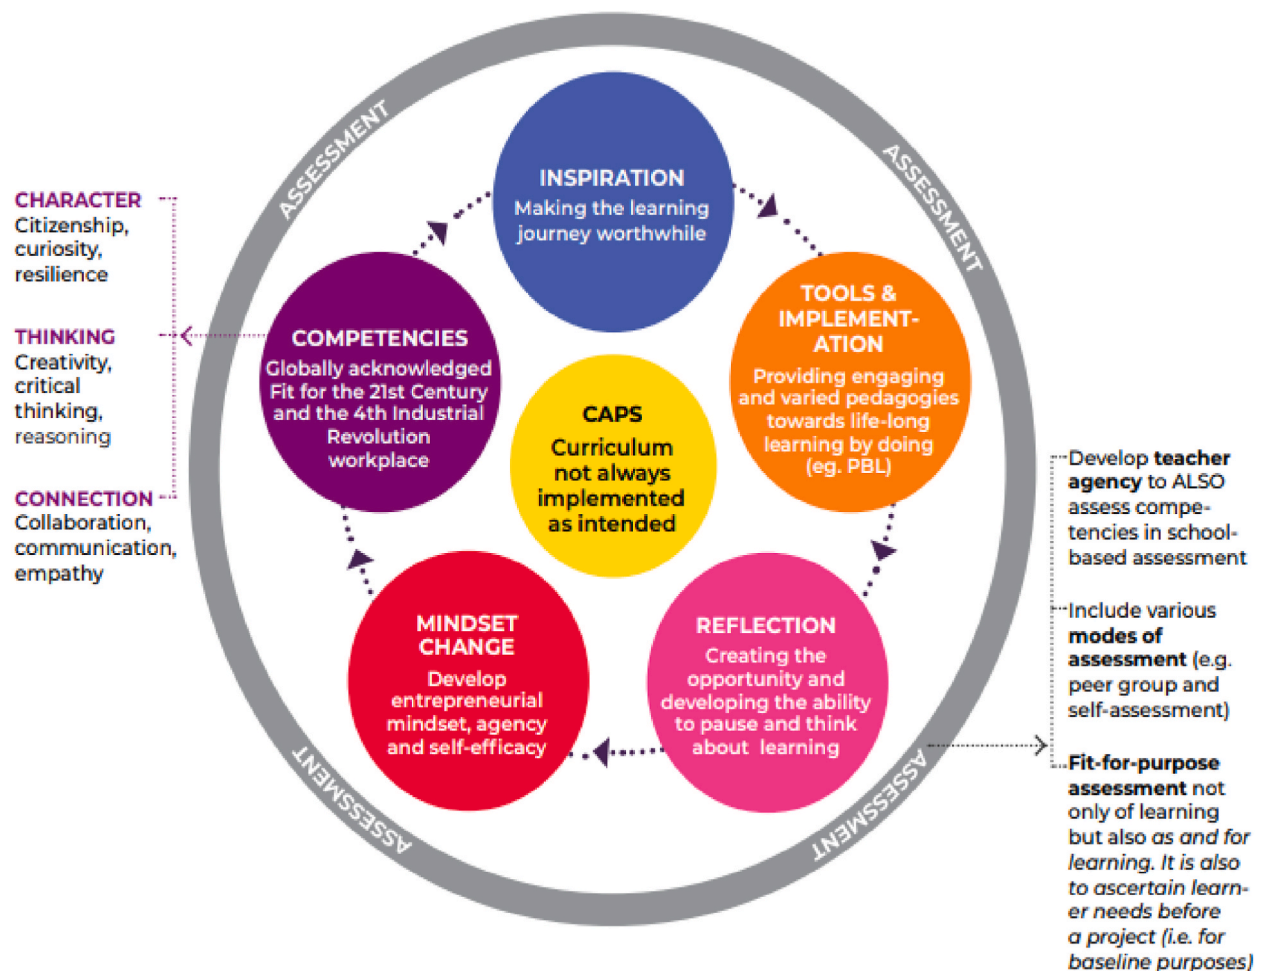 ASSESSMENT
ASSESSMENT
INSPIRATION
Making the learning
journey worthwhile
CHARACTER
Citizenship,
curiosity,
resilience
THINKING
Creativity,
critical
thinking,
reasoning
CONNECTION
Collaboration,
communication,
empathy
COMPETENCIES
Globally acknowledged
Fit for the 21st Century
and the 4th Industrial
Revolution
workplace
TOOLS &
IMPLEMENT-
ATION
Providing engaging
and varied pedagogies
towards life-long
learning by doing
(eg. PBL)
CAPS
Curriculum
not always
implemented
as intended
MINDSET
CHANGE
Develop
entrepreneurial
mindset, agency
and self-efficacy
REFLECTION
Creating the
opportunity and
developing the ability
to pause and think
about learning
ASSESSMENT
ASSESSMENT
Develop teacher
agency to ALSO
assess compe-
tencies in school-
based assessment
Include various
modes of
assessment (e.g.
peer group and
self-assessment)
Fit-for-purpose
assessment not
only of learning
but also as and for
learning. It is also
to ascertain learn-
er needs before
a project (i.e. for
baseline purposes)